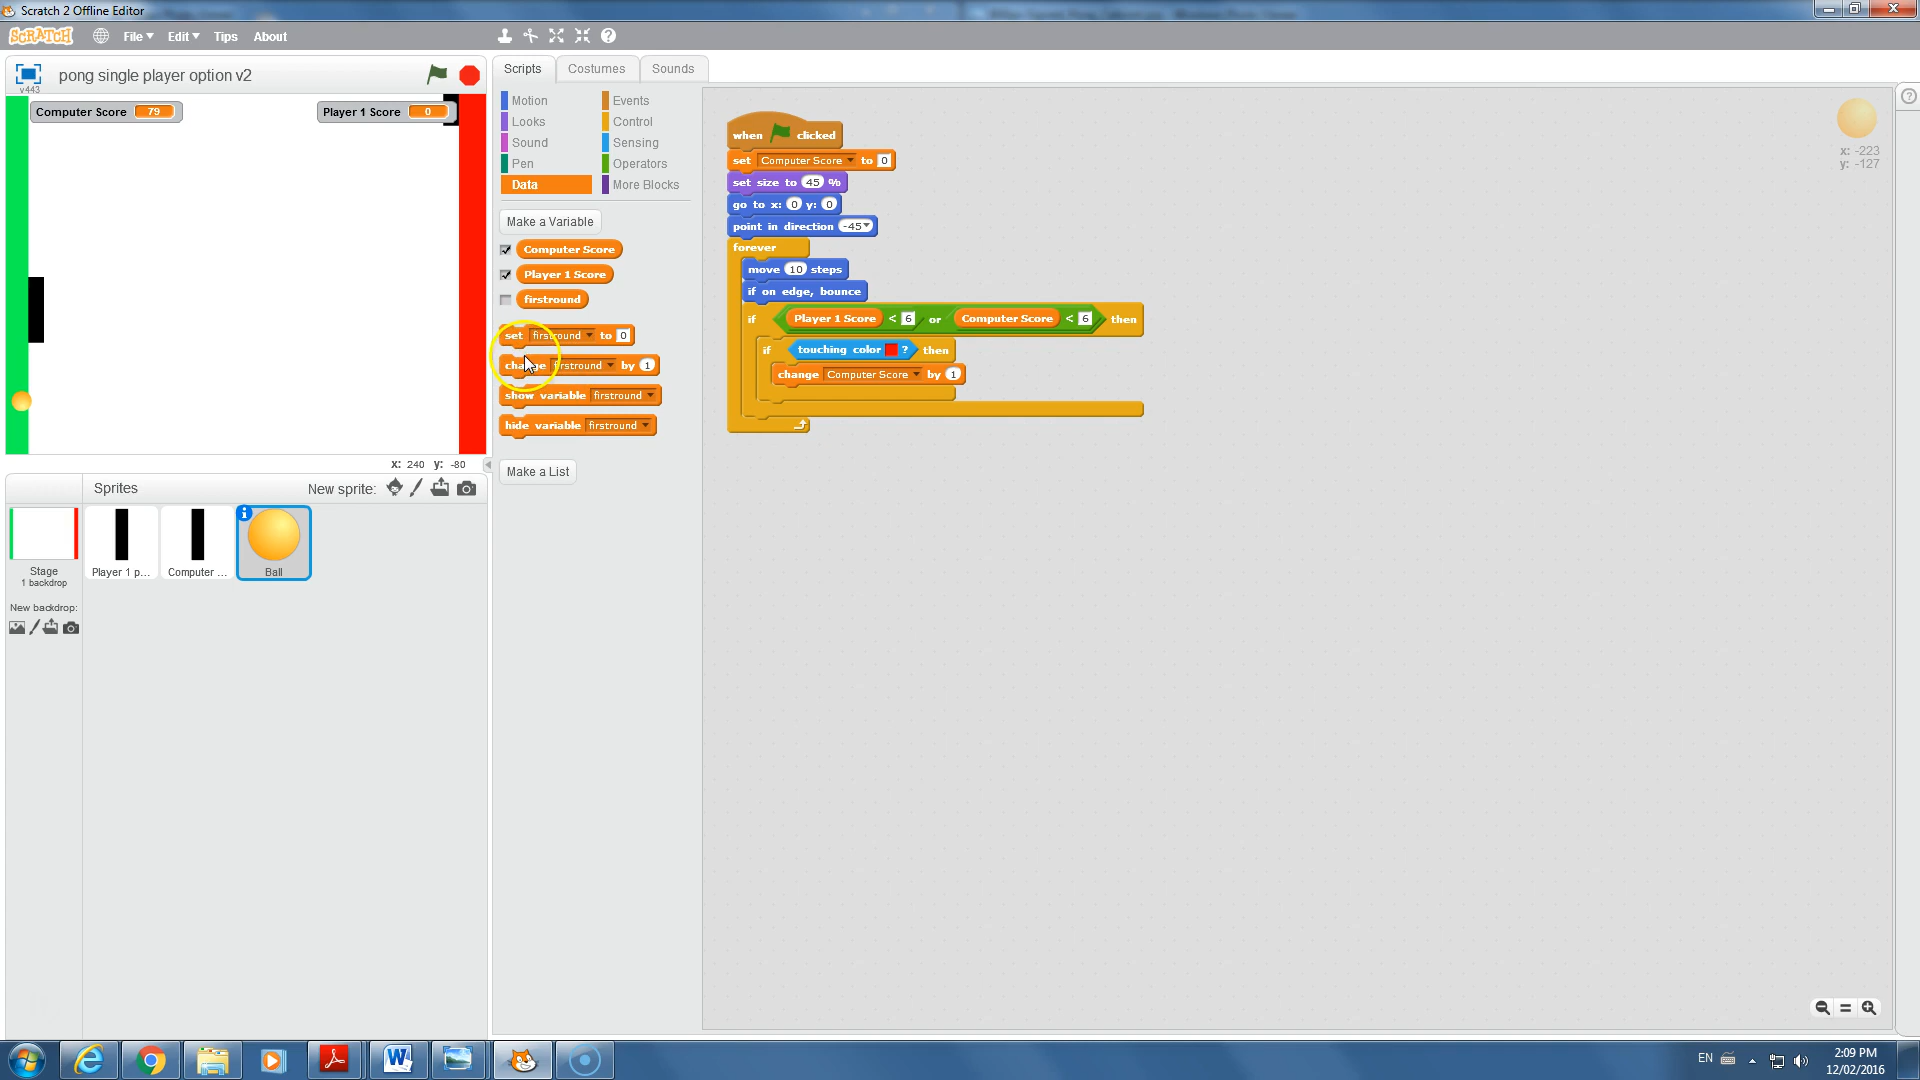 Scratch 2 Offline Editor
SCRATCH File Edit Tips About
pong single player option v2
v443
Computer Score 79
Player 1 Score 0
x: 240 y: -80
Sprites
New sprite:
Stage
1 backdrop
New backdrop:
Player 1 p...
Computer ...
Ball
Scripts Costumes Sounds
Motion Events
Looks Control
Sound Sensing
Pen Operators
Data More Blocks
Make a Variable
Computer Score
Player 1 Score
firstround
set firstround to 0
change firstround by 1
show variable firstround
hide variable firstround
Make a List
when clicked
set Computer Score to 0
set size to 45 %
go to x: 0 y: 0
point in direction -45
forever
move 10 steps
if on edge, bounce
if Player 1 Score < 6 or Computer Score < 6 then
if touching color ? then
change Computer Score by 1
x: -223
y: -127
EN
2:09 PM
12/02/2016